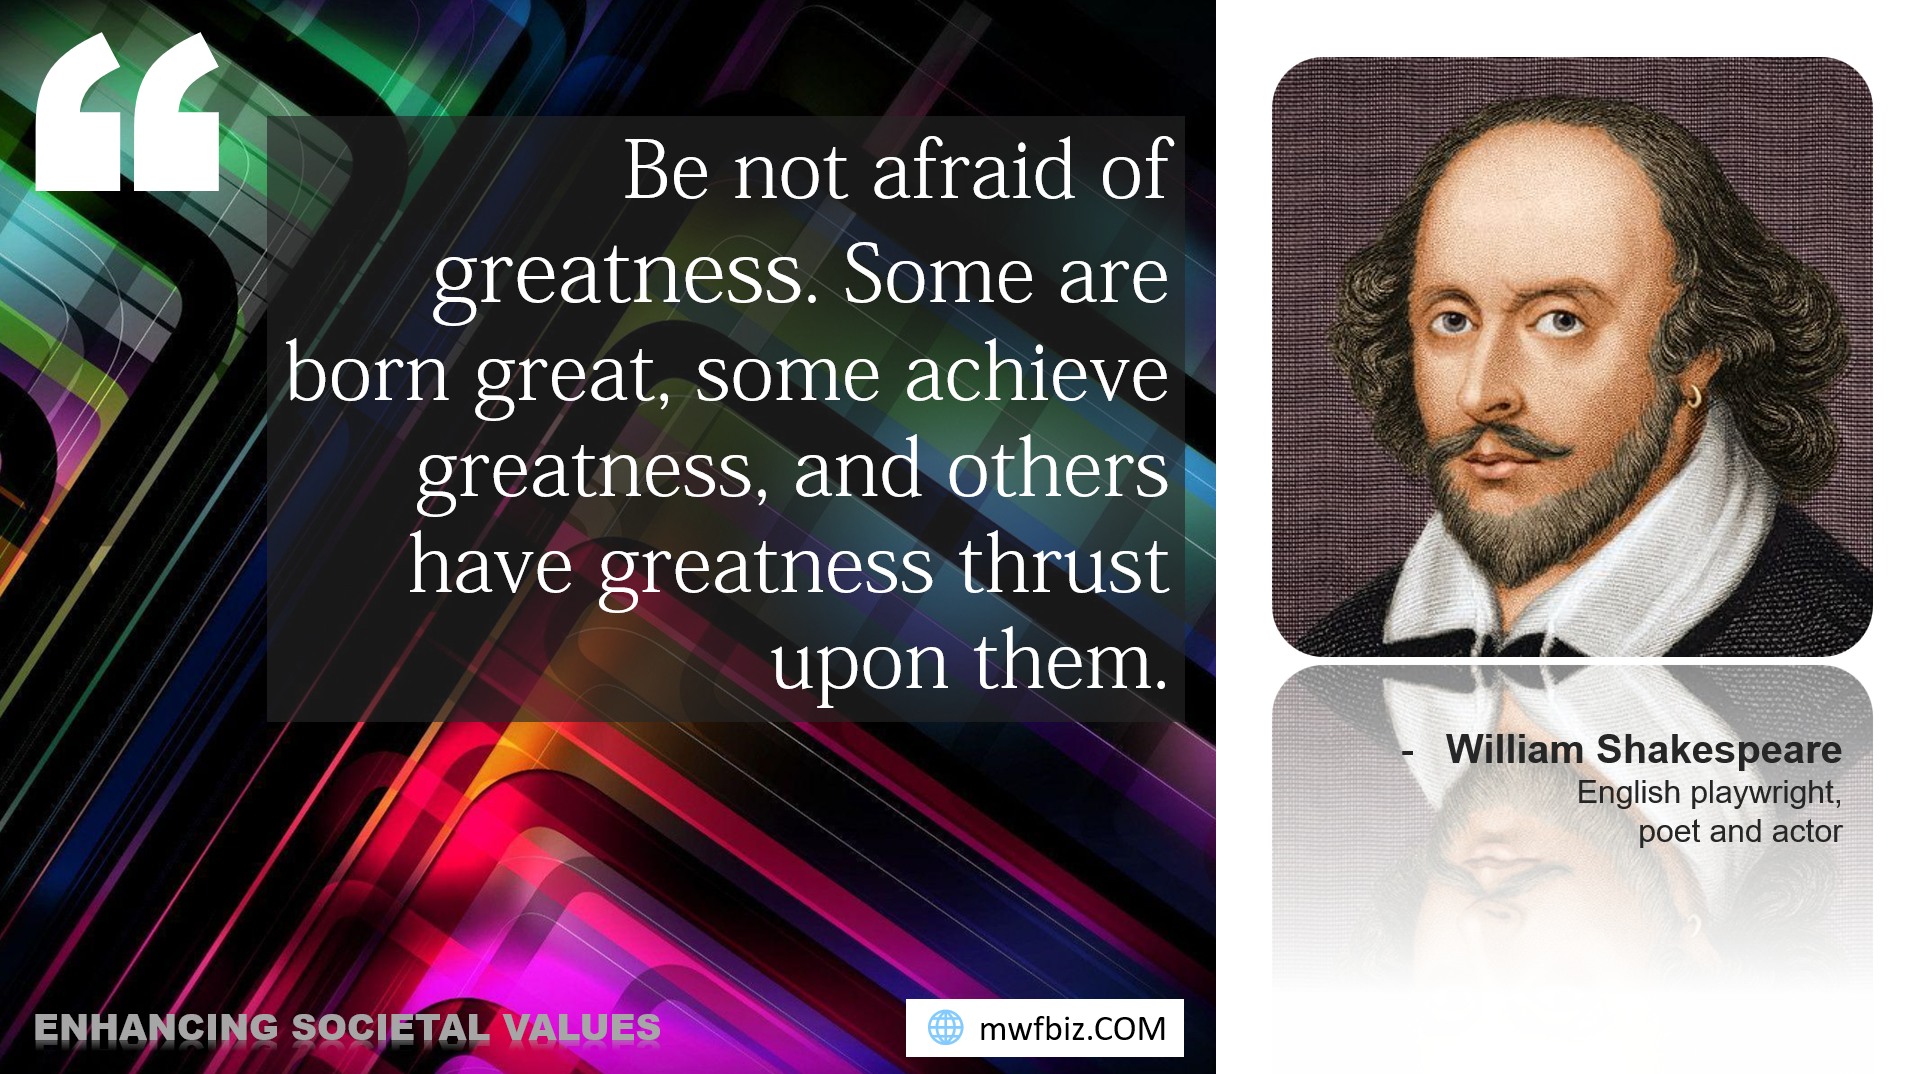 “
Be not afraid of
greatness. Some are
born great, some achieve
greatness, and others
have greatness thrust
upon them.
- William Shakespeare
English playwright,
poet and actor
ENHANCING SOCIETAL VALUES
mwfbiz.COM